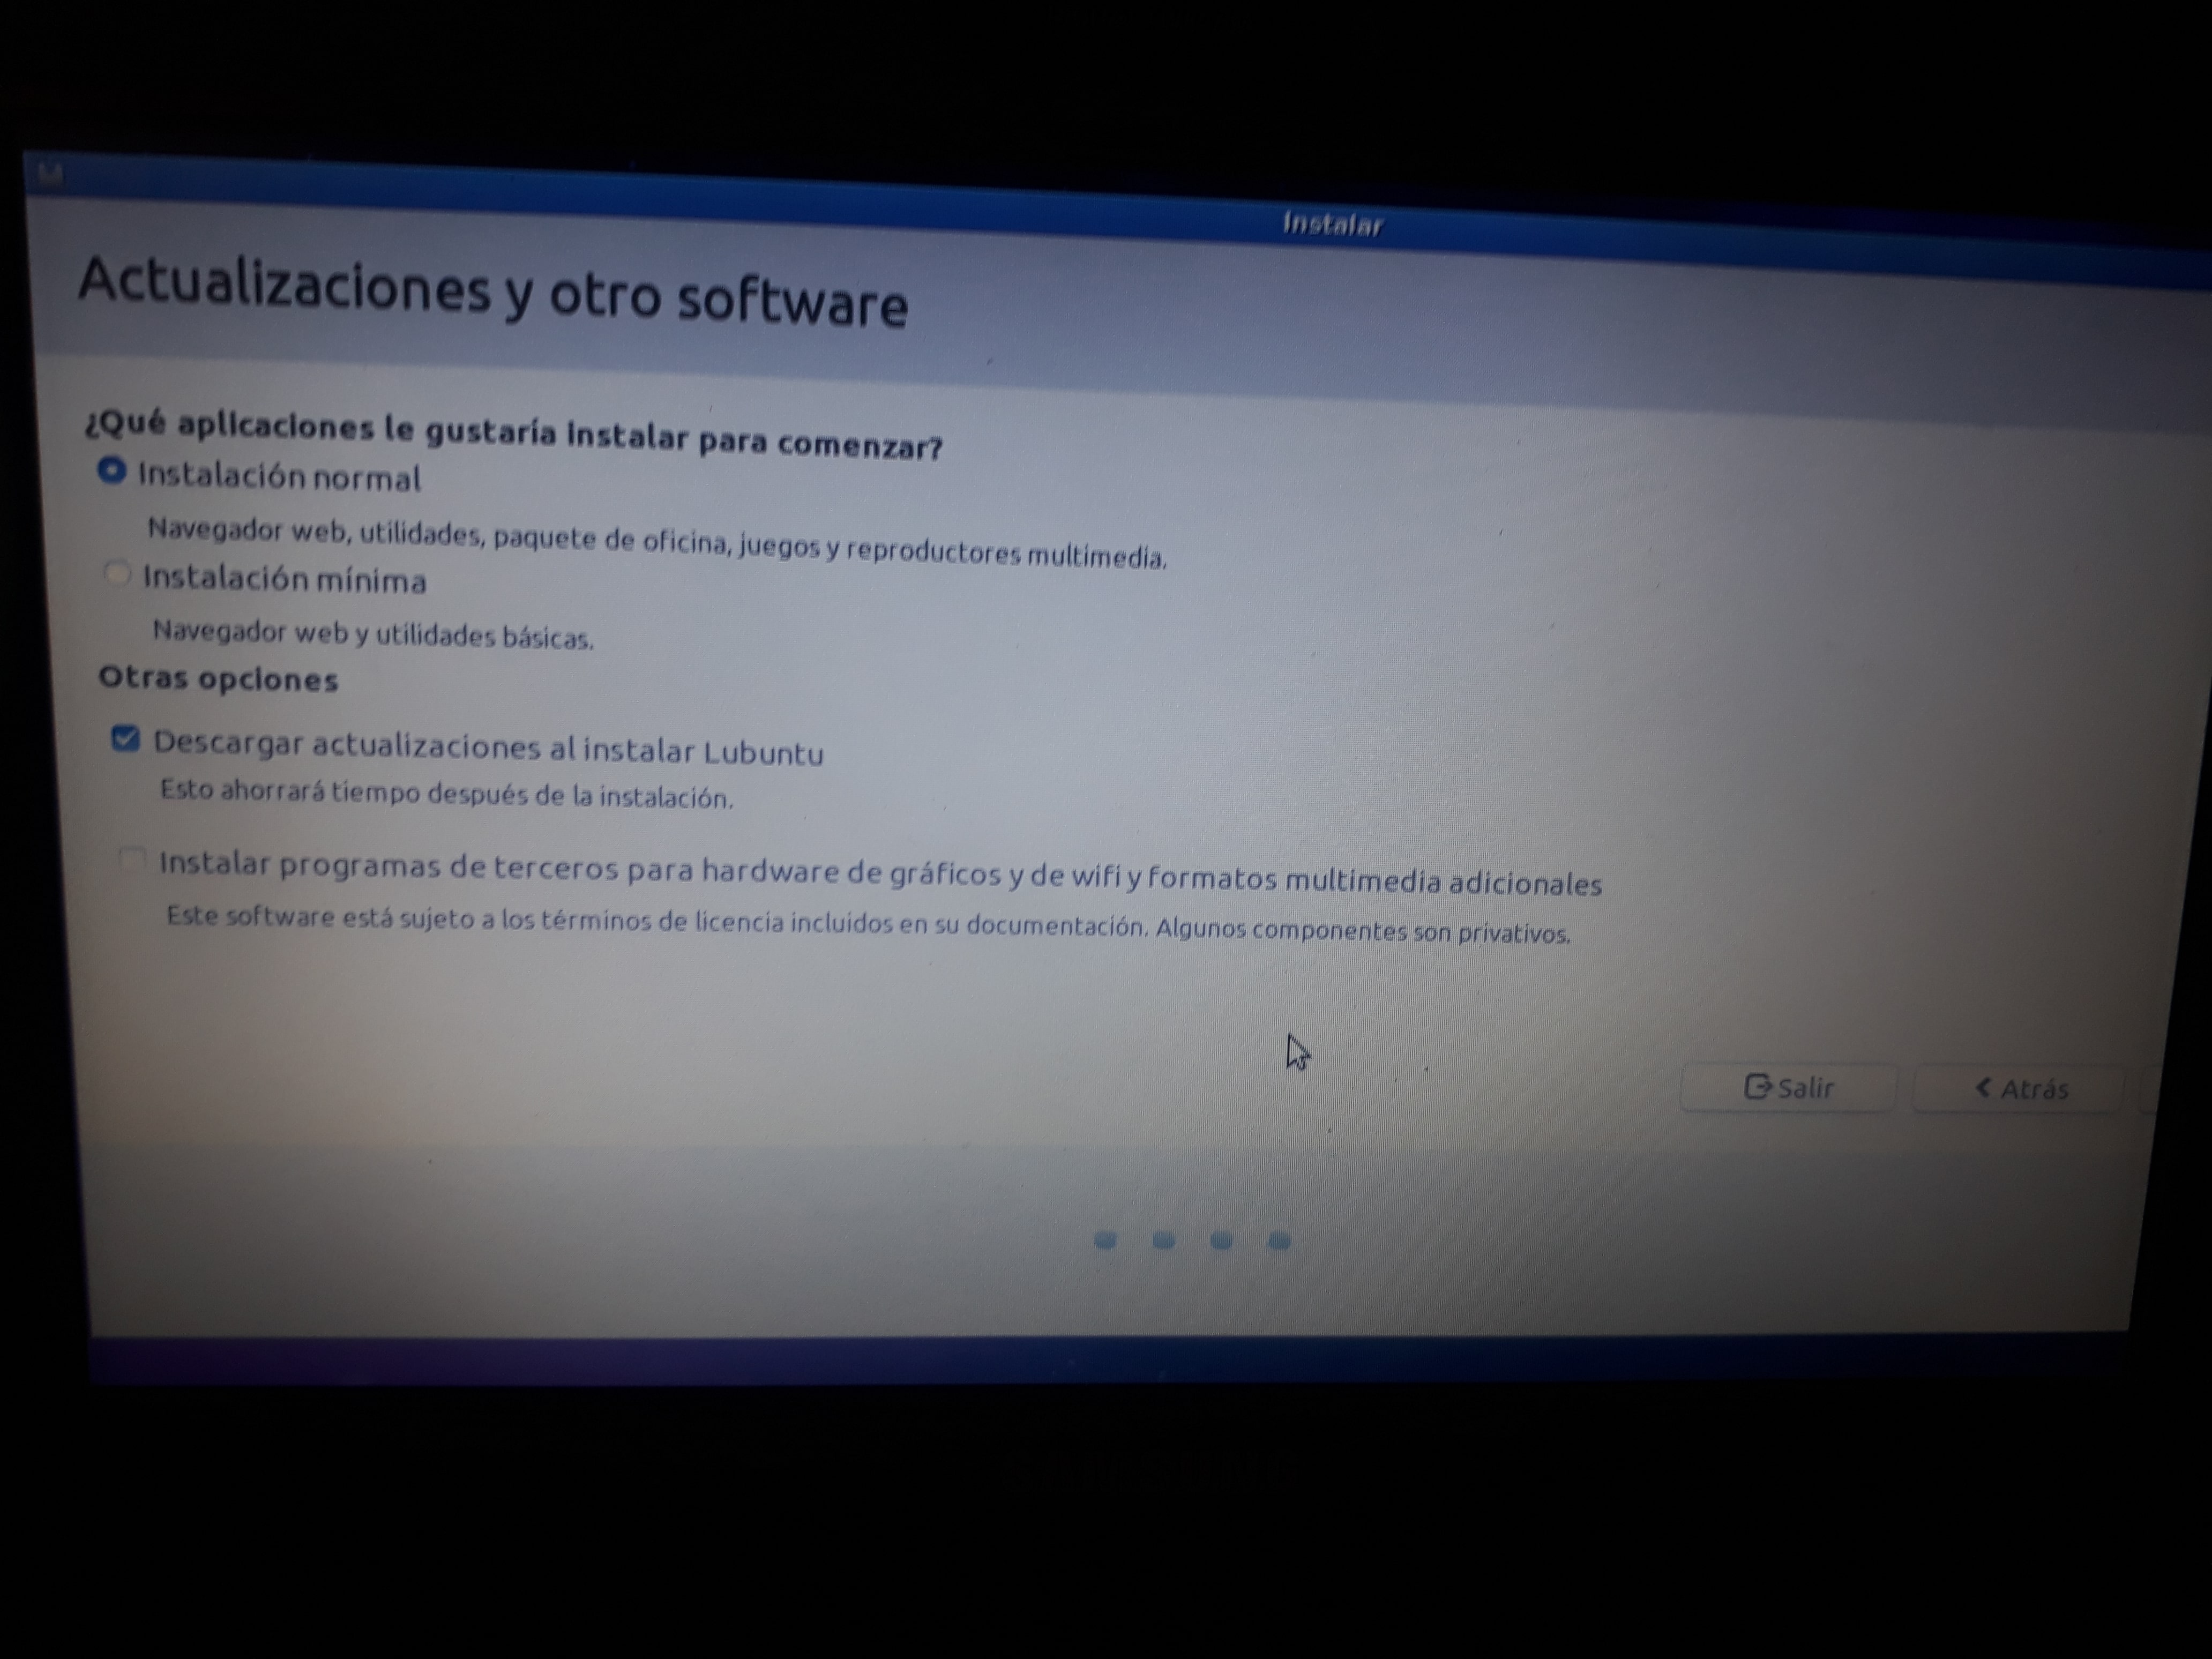 Instalar
Actualizaciones y otro software
¿Qué aplicaciones le gustaría instalar para comenzar?
Instalación normal
Navegador web, utilidades, paquete de oficina, juegos y reproductores multimedia.
Instalación mínima
Navegador web y utilidades básicas.
Otras opciones
Descargar actualizaciones al instalar Lubuntu
Esto ahorrará tiempo después de la instalación.
Instalar programas de terceros para hardware de gráficos y de wifi y formatos multimedia adicionales
Este software está sujeto a los términos de licencia incluidos en su documentación. Algunos componentes son privativos.
Salir
Atrás